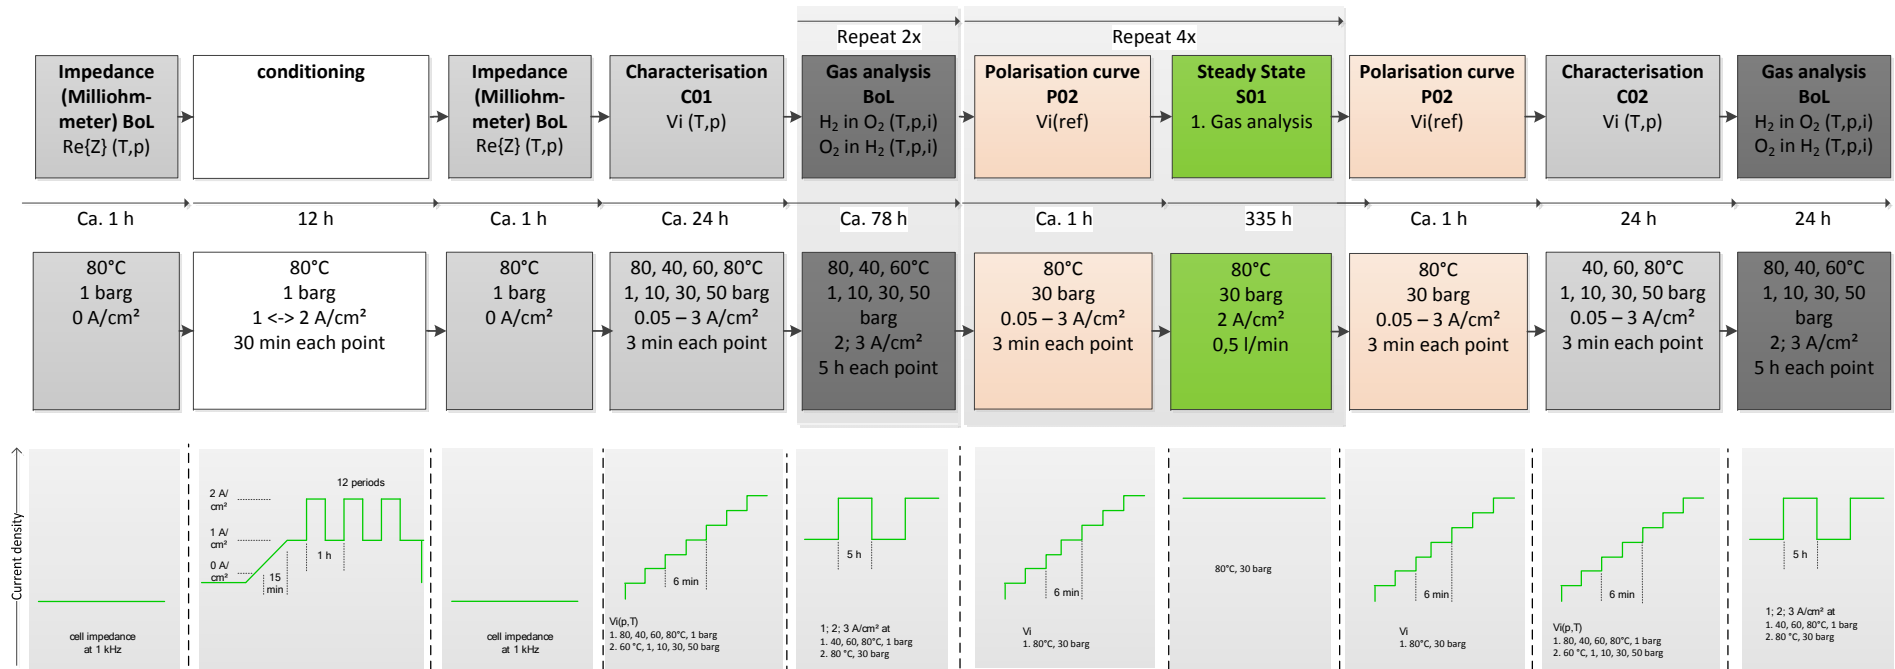 Repeat 2x
Repeat 4x
Impedance
(Milliohm-
meter) BoL
Re{Z} (T,p)
conditioning
Impedance
(Milliohm-
meter) BoL
Re{Z} (T,p)
Characterisation
C01
Vi (T,p)
Gas analysis
BoL
H₂ in O₂ (T,p,i)
O₂ in H₂ (T,p,i)
Polarisation curve
P02
Vi(ref)
Steady State
S01
1. Gas analysis
Polarisation curve
P02
Vi(ref)
Characterisation
C02
Vi (T,p)
Gas analysis
BoL
H₂ in O₂ (T,p,i)
O₂ in H₂ (T,p,i)
Ca. 1 h
12 h
Ca. 1 h
Ca. 24 h
Ca. 78 h
Ca. 1 h
335 h
Ca. 1 h
24 h
24 h
80°C
1 barg
0 A/cm²
80°C
1 barg
1 <-> 2 A/cm²
30 min each point
80°C
1 barg
0 A/cm²
80, 40, 60, 80°C
1, 10, 30, 50 barg
0.05 – 3 A/cm²
3 min each point
80, 40, 60°C
1, 10, 30, 50
barg
2; 3 A/cm²
5 h each point
80°C
30 barg
0.05 – 3 A/cm²
3 min each point
80°C
30 barg
2 A/cm²
0,5 l/min
80°C
30 barg
0.05 – 3 A/cm²
3 min each point
40, 60, 80°C
1, 10, 30, 50 barg
0.05 – 3 A/cm²
3 min each point
80, 40, 60°C
1, 10, 30, 50
barg
2; 3 A/cm²
5 h each point
Current density
cell impedance
at 1 kHz
12 periods
2 A/
cm²
1 A/
cm²
0 A/
cm²
1 h
15
min
cell impedance
at 1 kHz
6 min
Vi(p,T)
1. 80, 40, 60, 80°C, 1 barg
2. 60 °C, 1, 10, 30, 50 barg
5 h
1; 2; 3 A/cm² at
1. 40, 60, 80°C, 1 barg
2. 80 °C, 30 barg
6 min
Vi
1. 80°C, 30 barg
80°C, 30 barg
6 min
Vi
1. 80°C, 30 barg
6 min
Vi(p,T)
1. 80, 40, 60, 80°C, 1 barg
2. 60 °C, 1, 10, 30, 50 barg
5 h
1; 2; 3 A/cm² at
1. 40, 60, 80°C, 1 barg
2. 80 °C, 30 barg